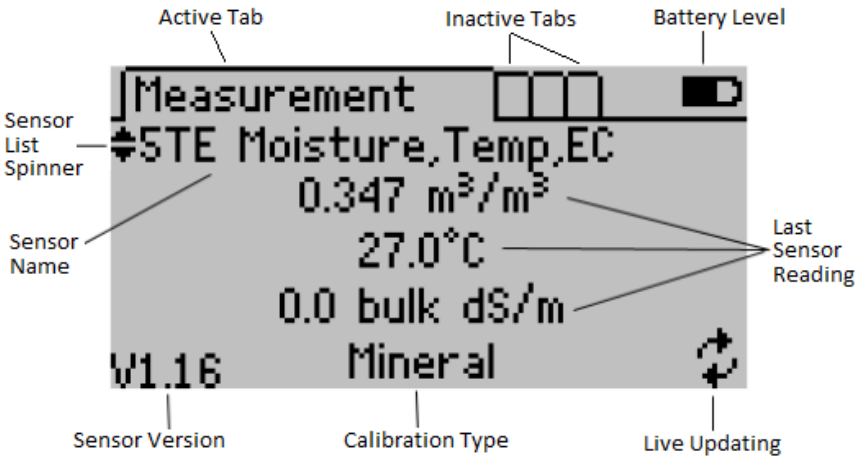 Active Tab
Inactive Tabs
Battery Level
Measurement
Sensor
List
Spinner
5TE Moisture,Temp,EC
0.347 m³/m³
Sensor
Name
27.0°C
Last
Sensor
Reading
0.0 bulk dS/m
V1.16
Mineral
Sensor Version
Calibration Type
Live Updating